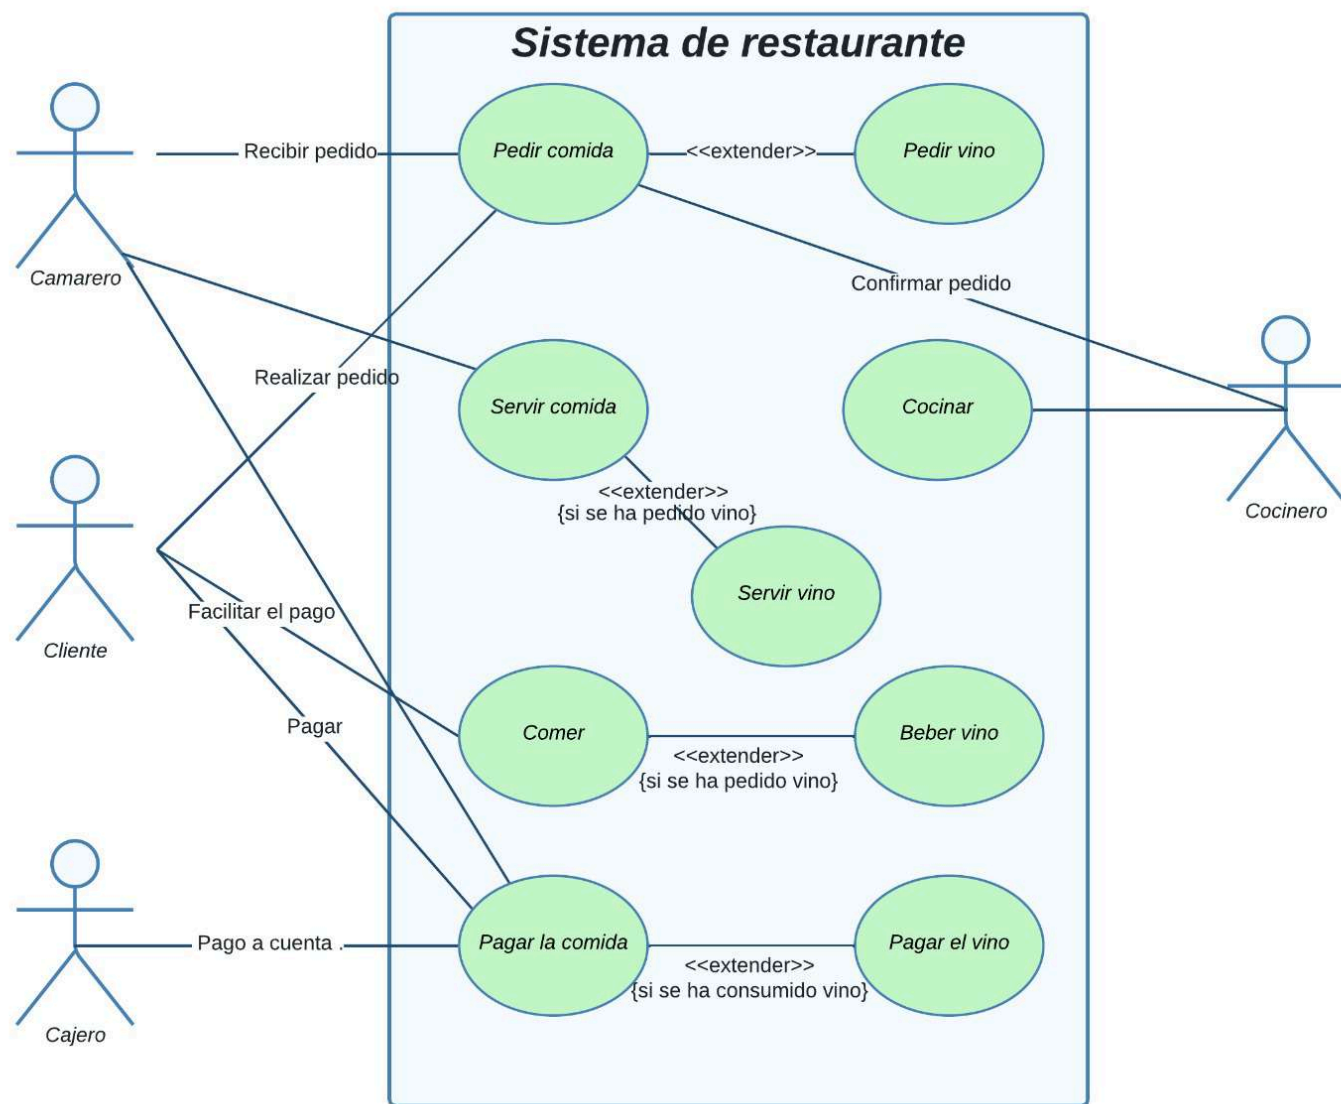 Sistema de restaurante
Recibir pedido
Pedir comida
<<extender>>
Pedir vino
Camarero
Confirmar pedido
Realizar pedido
Servir comida
Cocinar
<<extender>>
{si se ha pedido vino}
Cocinero
Servir vino
Facilitar el pago
Cliente
Pagar
Comer
<<extender>>
{si se ha pedido vino}
Beber vino
Pago a cuenta .
Pagar la comida
<<extender>>
{si se ha consumido vino}
Pagar el vino
Cajero